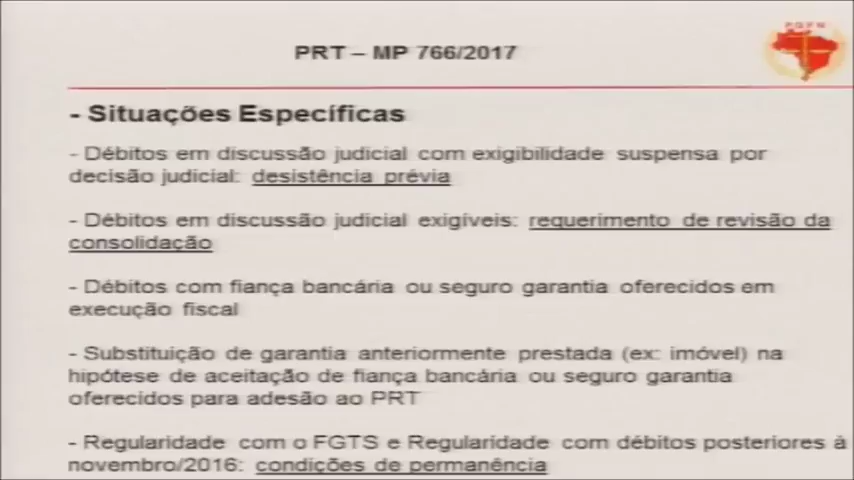 PGFN
PRT – MP 766/2017
- Situações Específicas
- Débitos em discussão judicial com exigibilidade suspensa por
decisão judicial: desistência prévia
- Débitos em discussão judicial exigíveis: requerimento de revisão da
consolidação
- Débitos com fiança bancária ou seguro garantia oferecidos em
execução fiscal
- Substituição de garantia anteriormente prestada (ex: imóvel) na
hipótese de aceitação de fiança bancária ou seguro garantia
oferecidos para adesão ao PRT
- Regularidade com o FGTS e Regularidade com débitos posteriores à
novembro/2016: condições de permanência